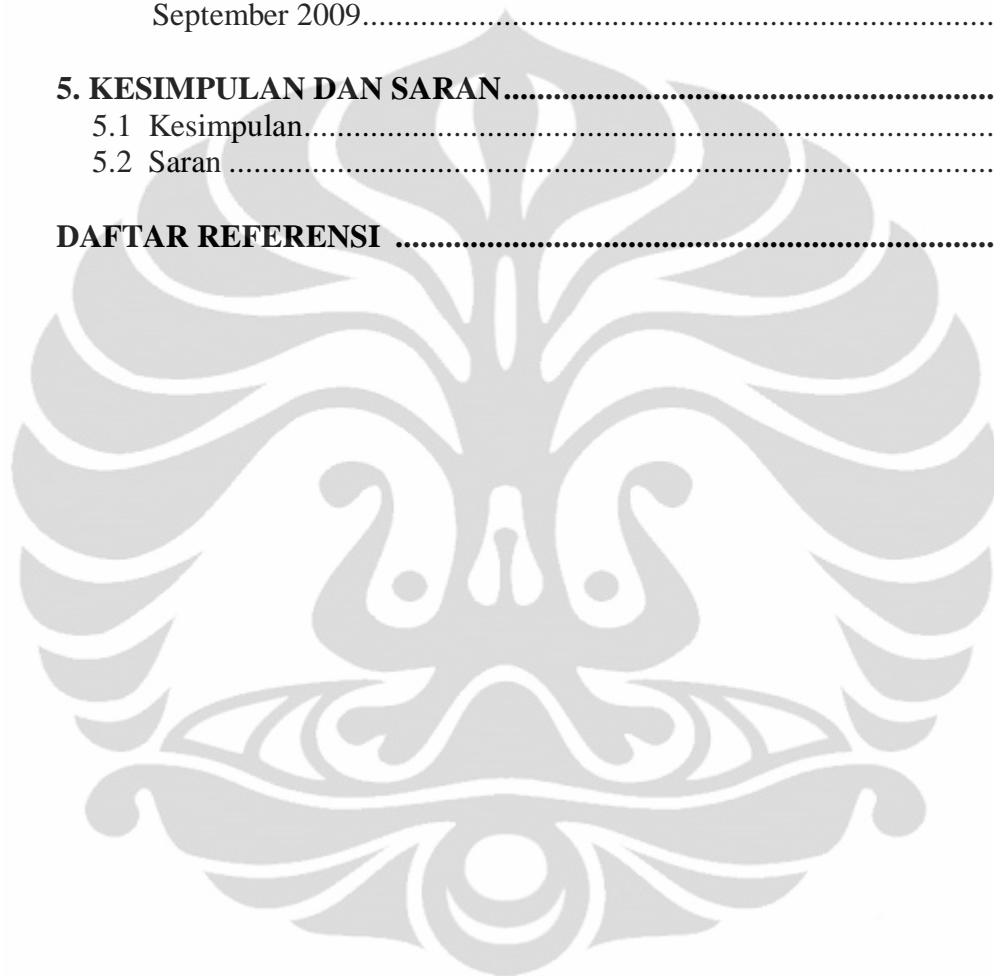 September 2009.....................................................................................
5. KESIMPULAN DAN SARAN............................................................
5.1 Kesimpulan....................................................................................
5.2 Saran .............................................................................................
DAFTAR REFERENSI .........................................................................